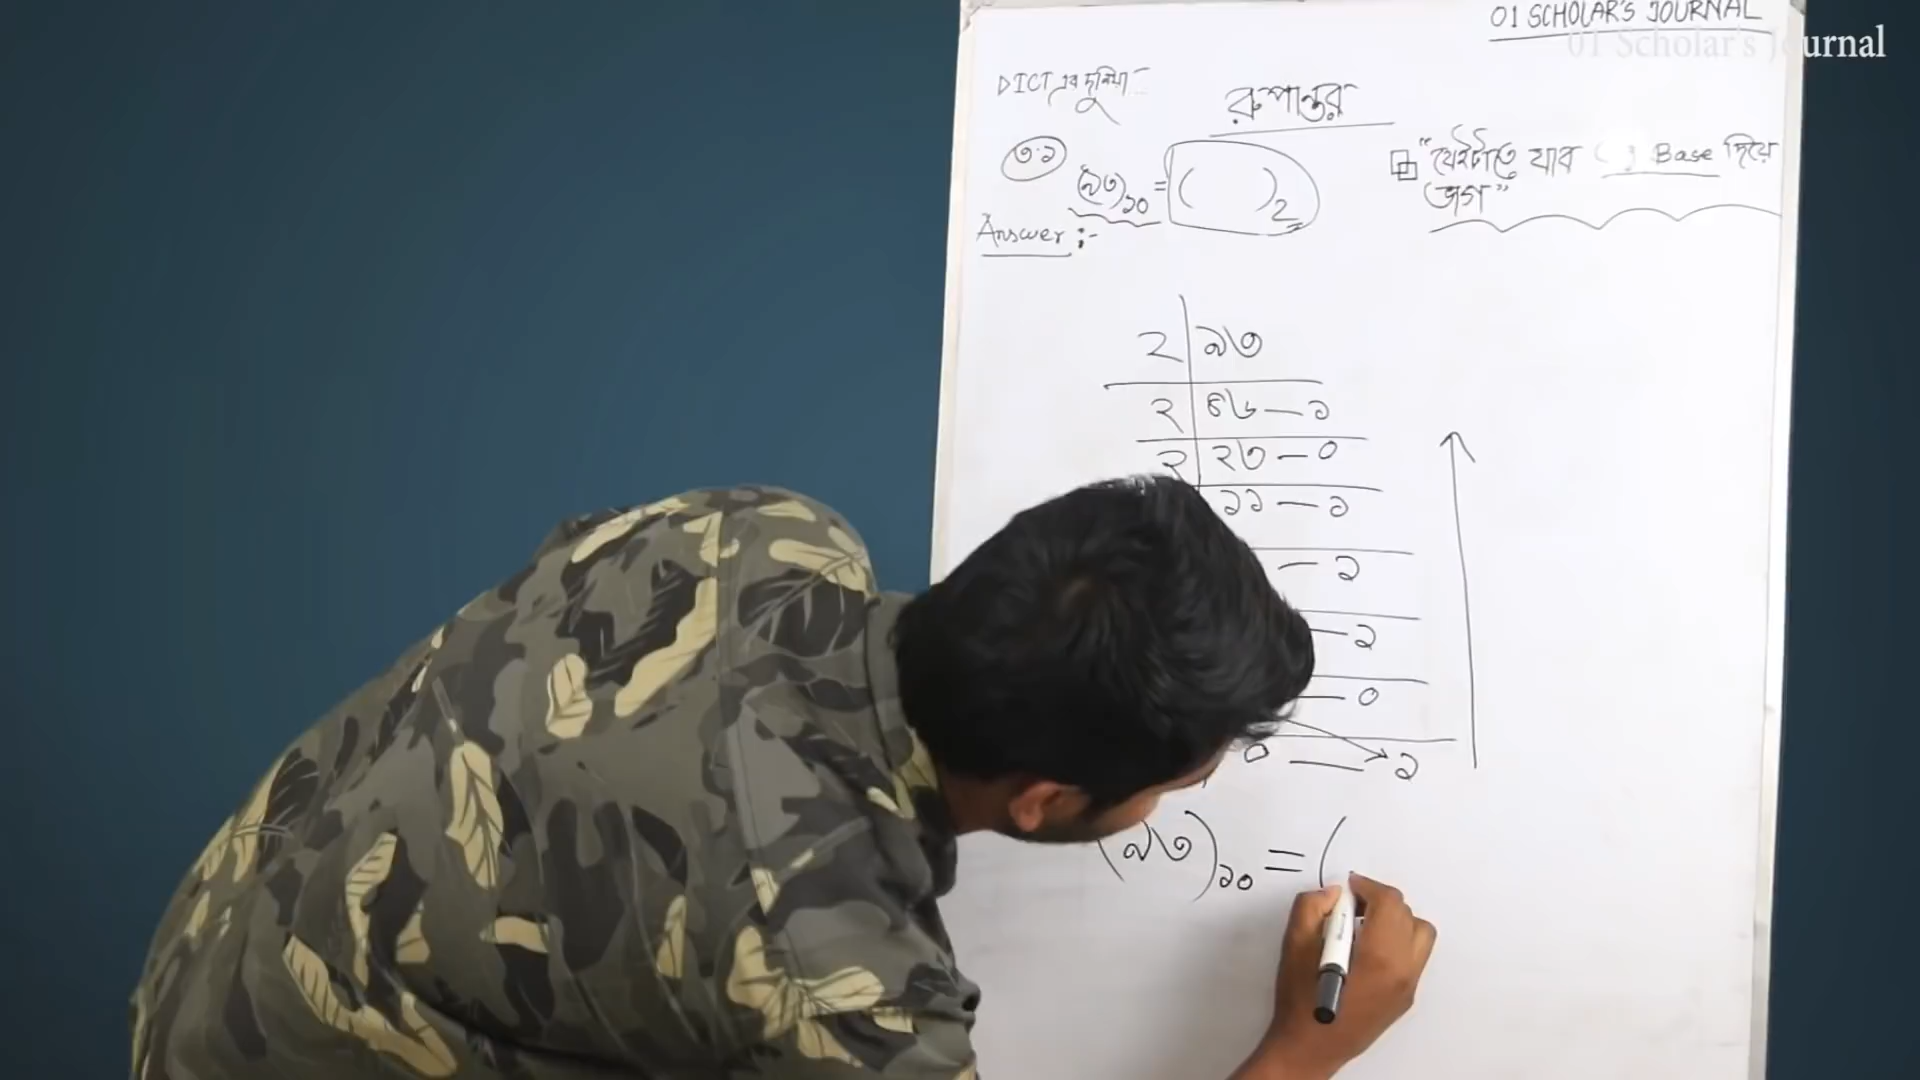 01 SCHOLAR'S JOURNAL
01 Scholar's Journal
DICT এর দুনিয়া
রুপান্তর
৩.১
(৯৩)১০ = ( )2
"যেইটাতে যাব ( ) Base দিয়ে
ভাগ"
Answer :-
২ ৯৩
২ ৪৬ — ১
২ ২৩ — ০
১১ — ১
— ১
— ১
— ০
০ — ১
(৯৩)১০ = (